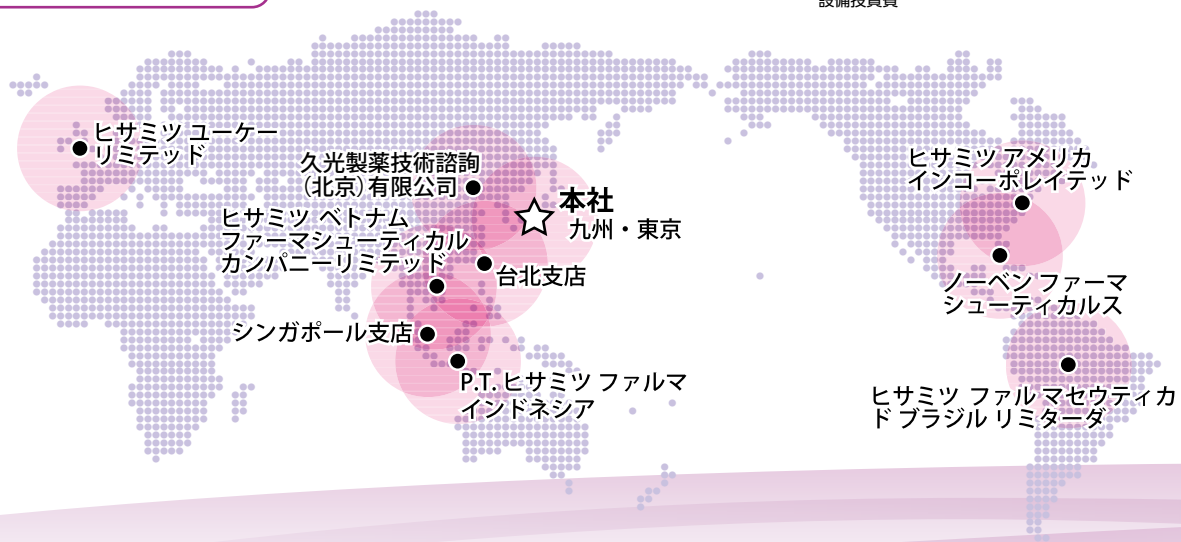 設備投資費
ヒサミツ ユーケー
リミテッド
久光製薬技術諮詢
（北京）有限公司
本社
九州・東京
ヒサミツ ベトナム
ファーマシューティカル
カンパニーリミテッド
台北支店
シンガポール支店
P.T. ヒサミツ ファルマ
インドネシア
ヒサミツ アメリカ
インコーポレイテッド
ノーベン ファーマ
シューティカルス
ヒサミツ ファル マセウティカ
ド ブラジル リミターダ